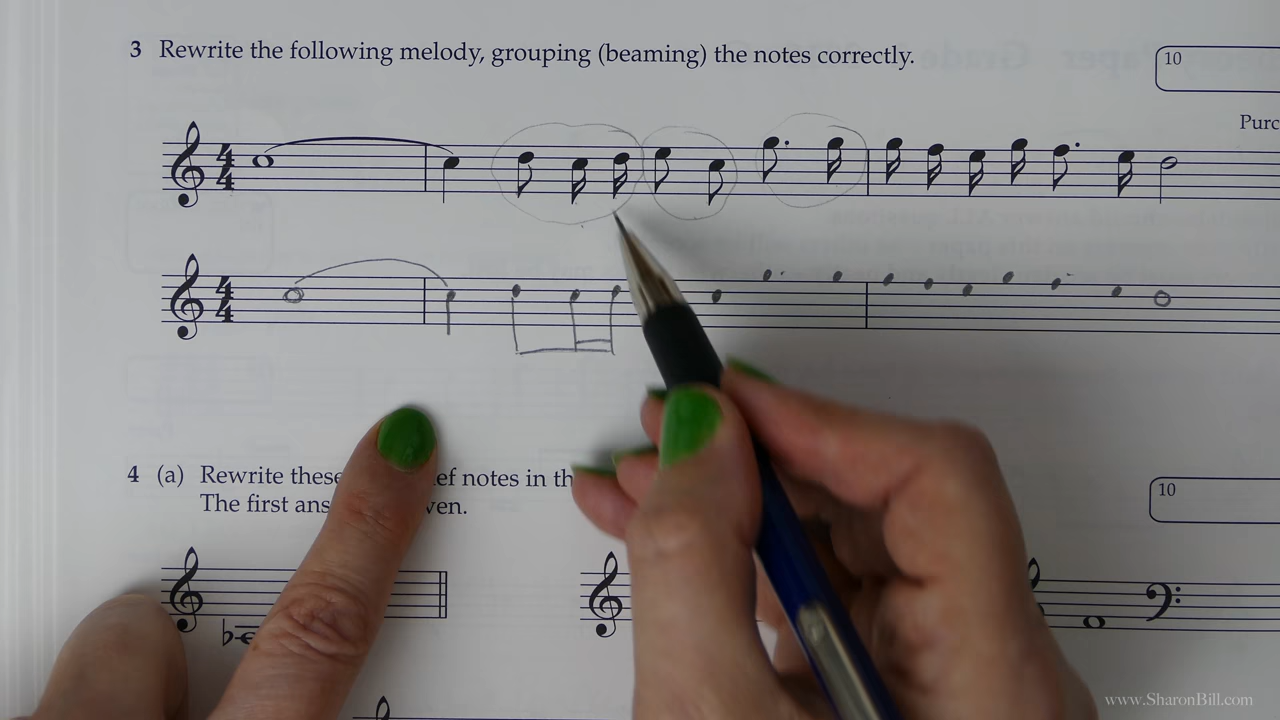 3 Rewrite the following melody, grouping (beaming) the notes correctly.
10
Purc
4 (a) Rewrite these ef notes in th
The first ans ven.
10
www.SharonBill.com